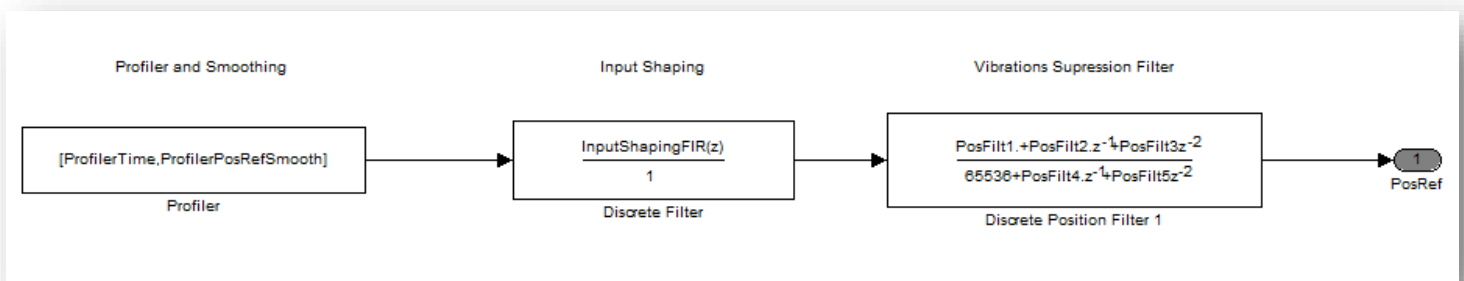 Profiler and Smoothing
Input Shaping
Vibrations Supression Filter
[ProfilerTime,ProfilerPosRefSmooth]
InputShapingFIR(z)
1
PosFilt1.+PosFilt2.z-1+PosFilt3z-2
65536+PosFilt4.z-1+PosFilt5z-2
1
PosRef
Profiler
Discrete Filter
Discrete Position Filter 1